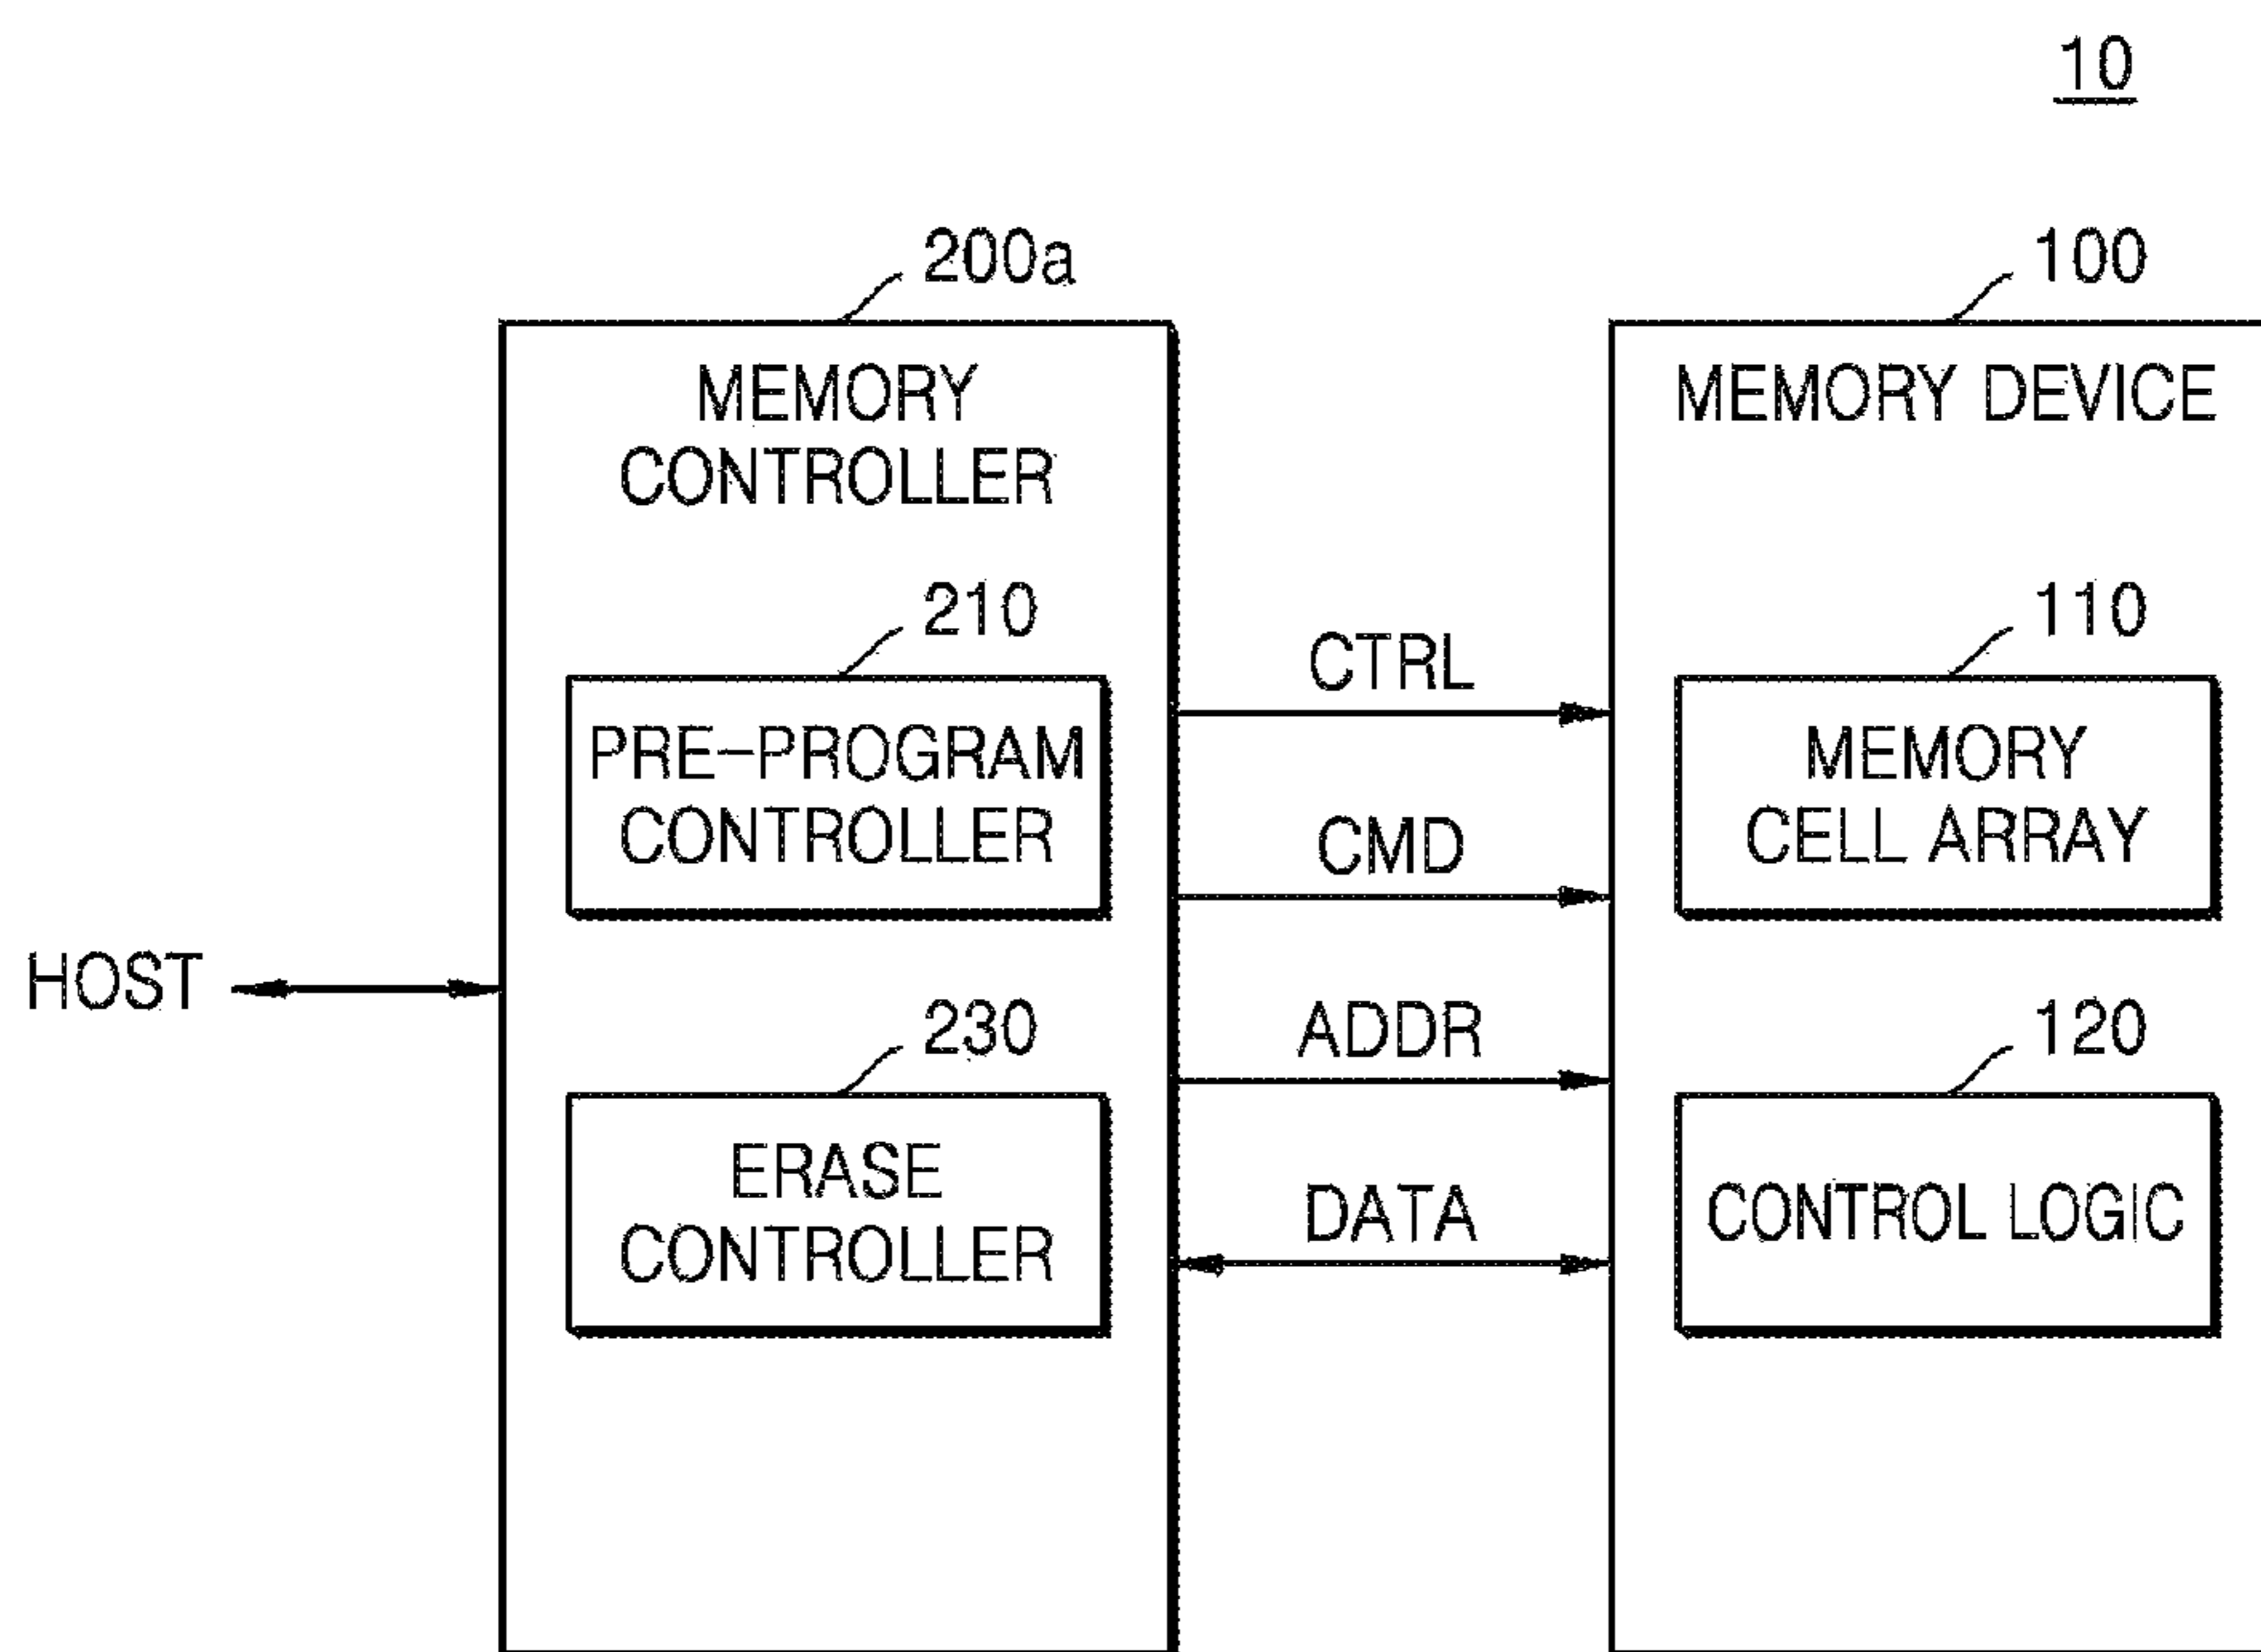 10
200a
100
MEMORY
CONTROLLER
MEMORY DEVICE
210
110
PRE-PROGRAM
CONTROLLER
CTRL
MEMORY
CELL ARRAY
CMD
HOST
230
ADDR
120
ERASE
CONTROLLER
DATA
CONTROL LOGIC